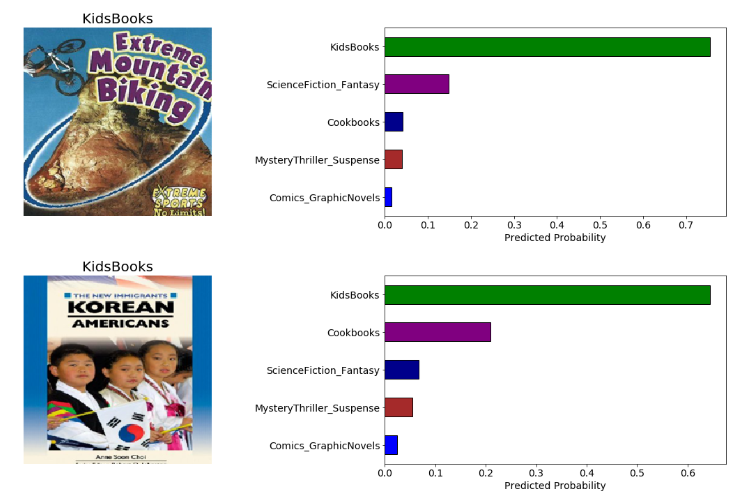 KidsBooks
Extreme
Mountain
Biking
EXTREME
SPORTS
No Limits!
KidsBooks
ScienceFiction_Fantasy
Cookbooks
MysteryThriller_Suspense
Comics_GraphicNovels
0.0 0.1 0.2 0.3 0.4 0.5 0.6 0.7
Predicted Probability
KidsBooks
THE NEW IMMIGRANTS
KOREAN
AMERICANS
Anne Soon Choi
KidsBooks
Cookbooks
ScienceFiction_Fantasy
MysteryThriller_Suspense
Comics_GraphicNovels
0.0 0.1 0.2 0.3 0.4 0.5 0.6
Predicted Probability